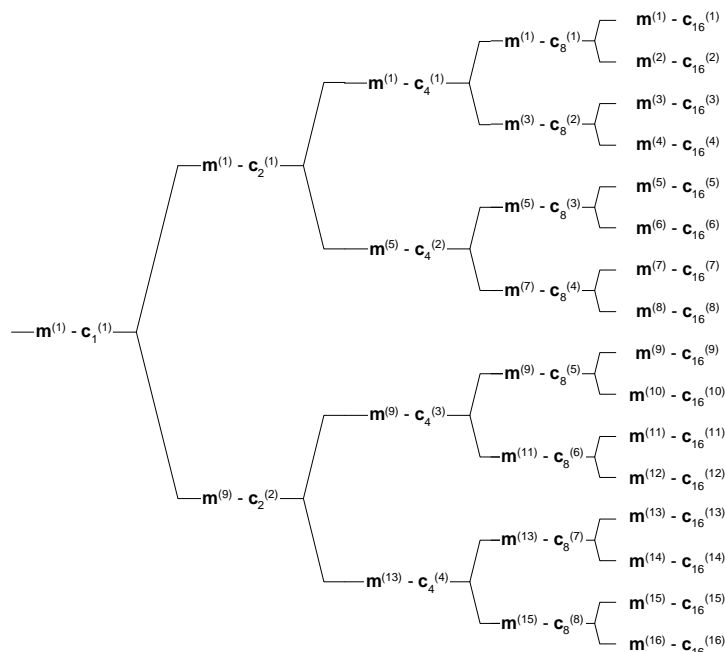 m(1) - c1(1)
m(1) - c2(1)
m(9) - c2(2)
m(1) - c4(1)
m(5) - c4(2)
m(9) - c4(3)
m(13) - c4(4)
m(1) - c8(1)
m(3) - c8(2)
m(5) - c8(3)
m(7) - c8(4)
m(9) - c8(5)
m(11) - c8(6)
m(13) - c8(7)
m(15) - c8(8)
m(1) - c16(1)
m(2) - c16(2)
m(3) - c16(3)
m(4) - c16(4)
m(5) - c16(5)
m(6) - c16(6)
m(7) - c16(7)
m(8) - c16(8)
m(9) - c16(9)
m(10) - c16(10)
m(11) - c16(11)
m(12) - c16(12)
m(13) - c16(13)
m(14) - c16(14)
m(15) - c16(15)
m(16) - c16(16)